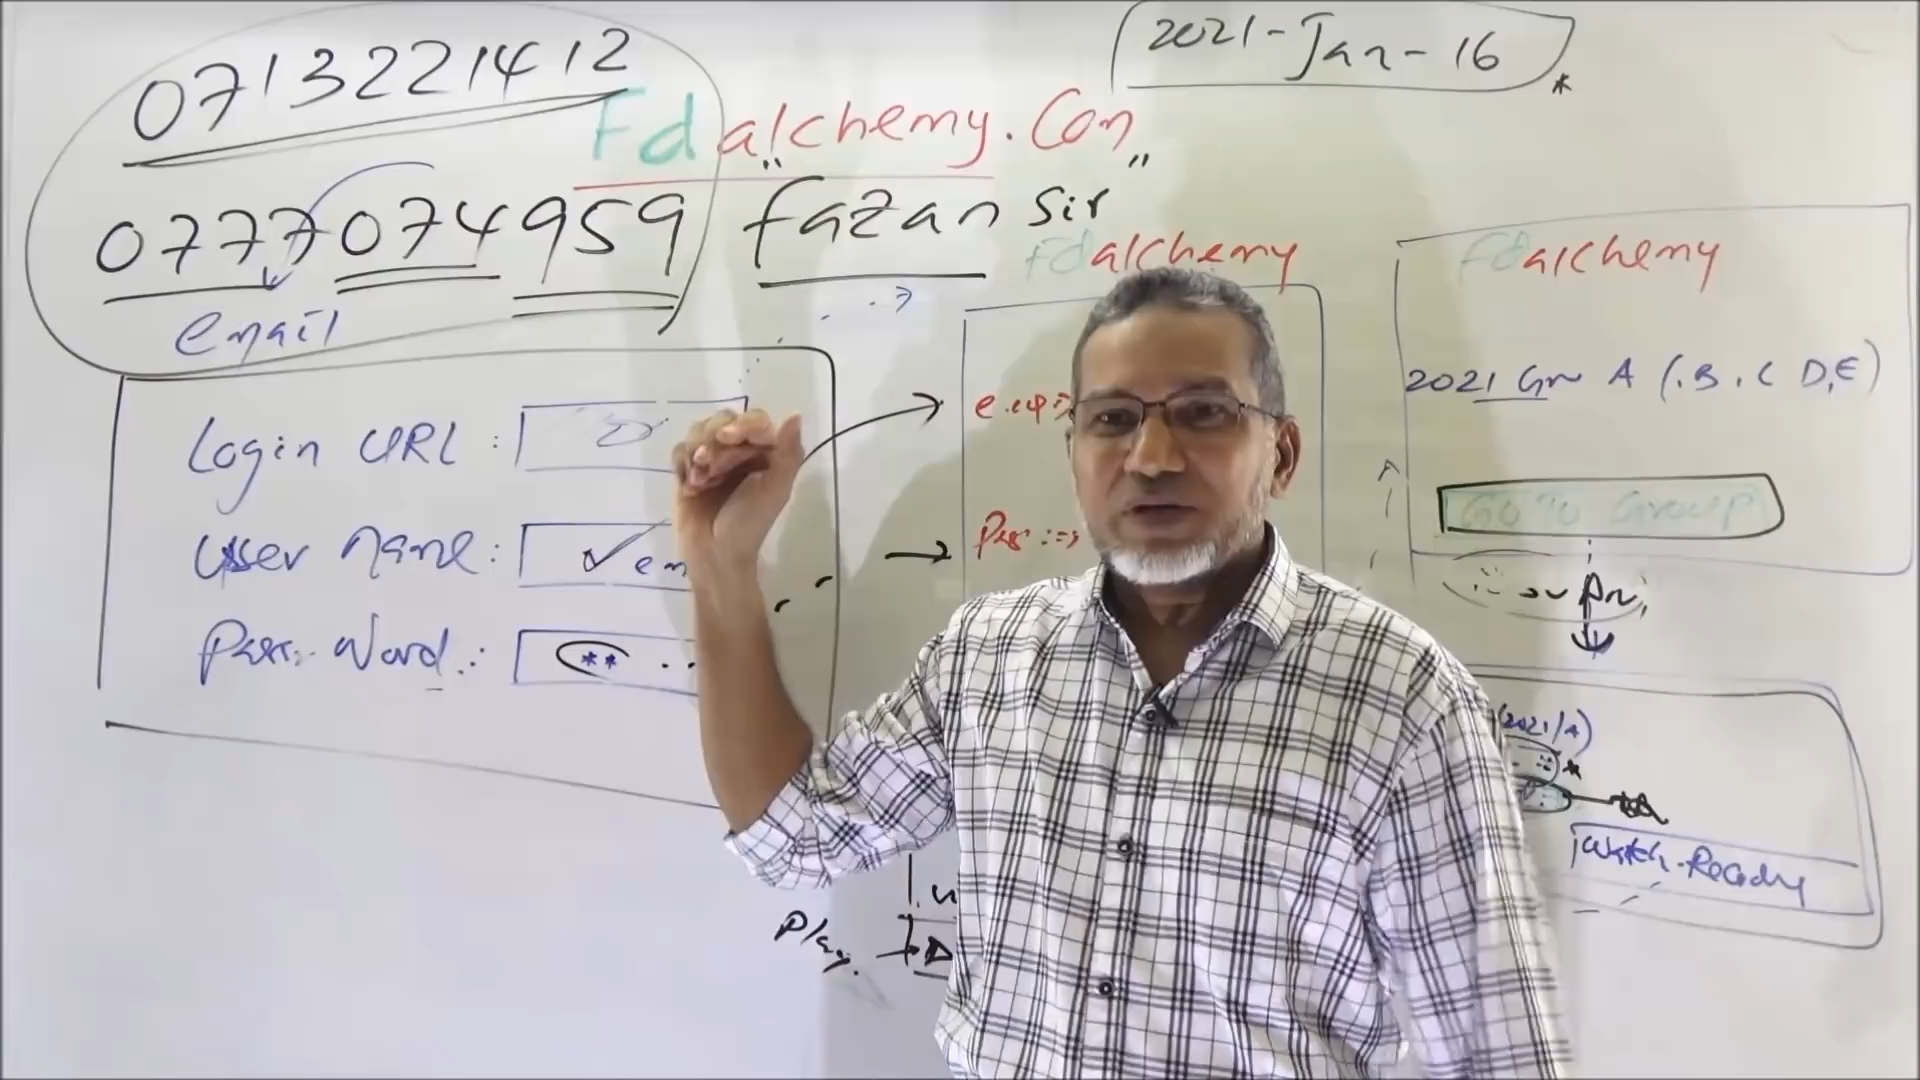 0713221412
2021-Jan-16 *
Fdalchemy.Com
0777074959 "fazan sir"
email
Fdalchemy
Fdalchemy
2021 Gr A (.B.C D,E)
Login URL:
Go To Group
User name: ✓ em
Pass. Word.: **
(2021/A)
Watch-Ready
Play.